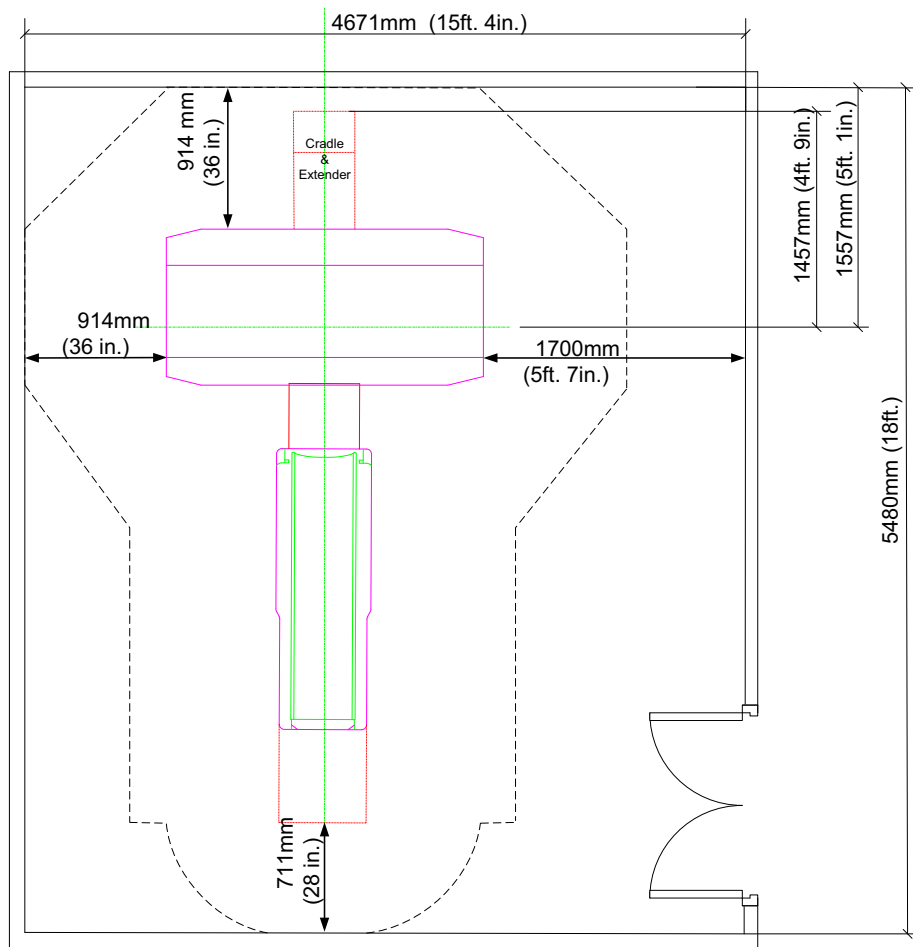 4671mm (15ft. 4in.)
914 mm
(36 in.)
Cradle
&
Extender
1457mm (4ft. 9in.)
1557mm (5ft. 1in.)
914mm
(36 in.)
1700mm
(5ft. 7in.)
5480mm (18ft.)
711mm
(28 in.)